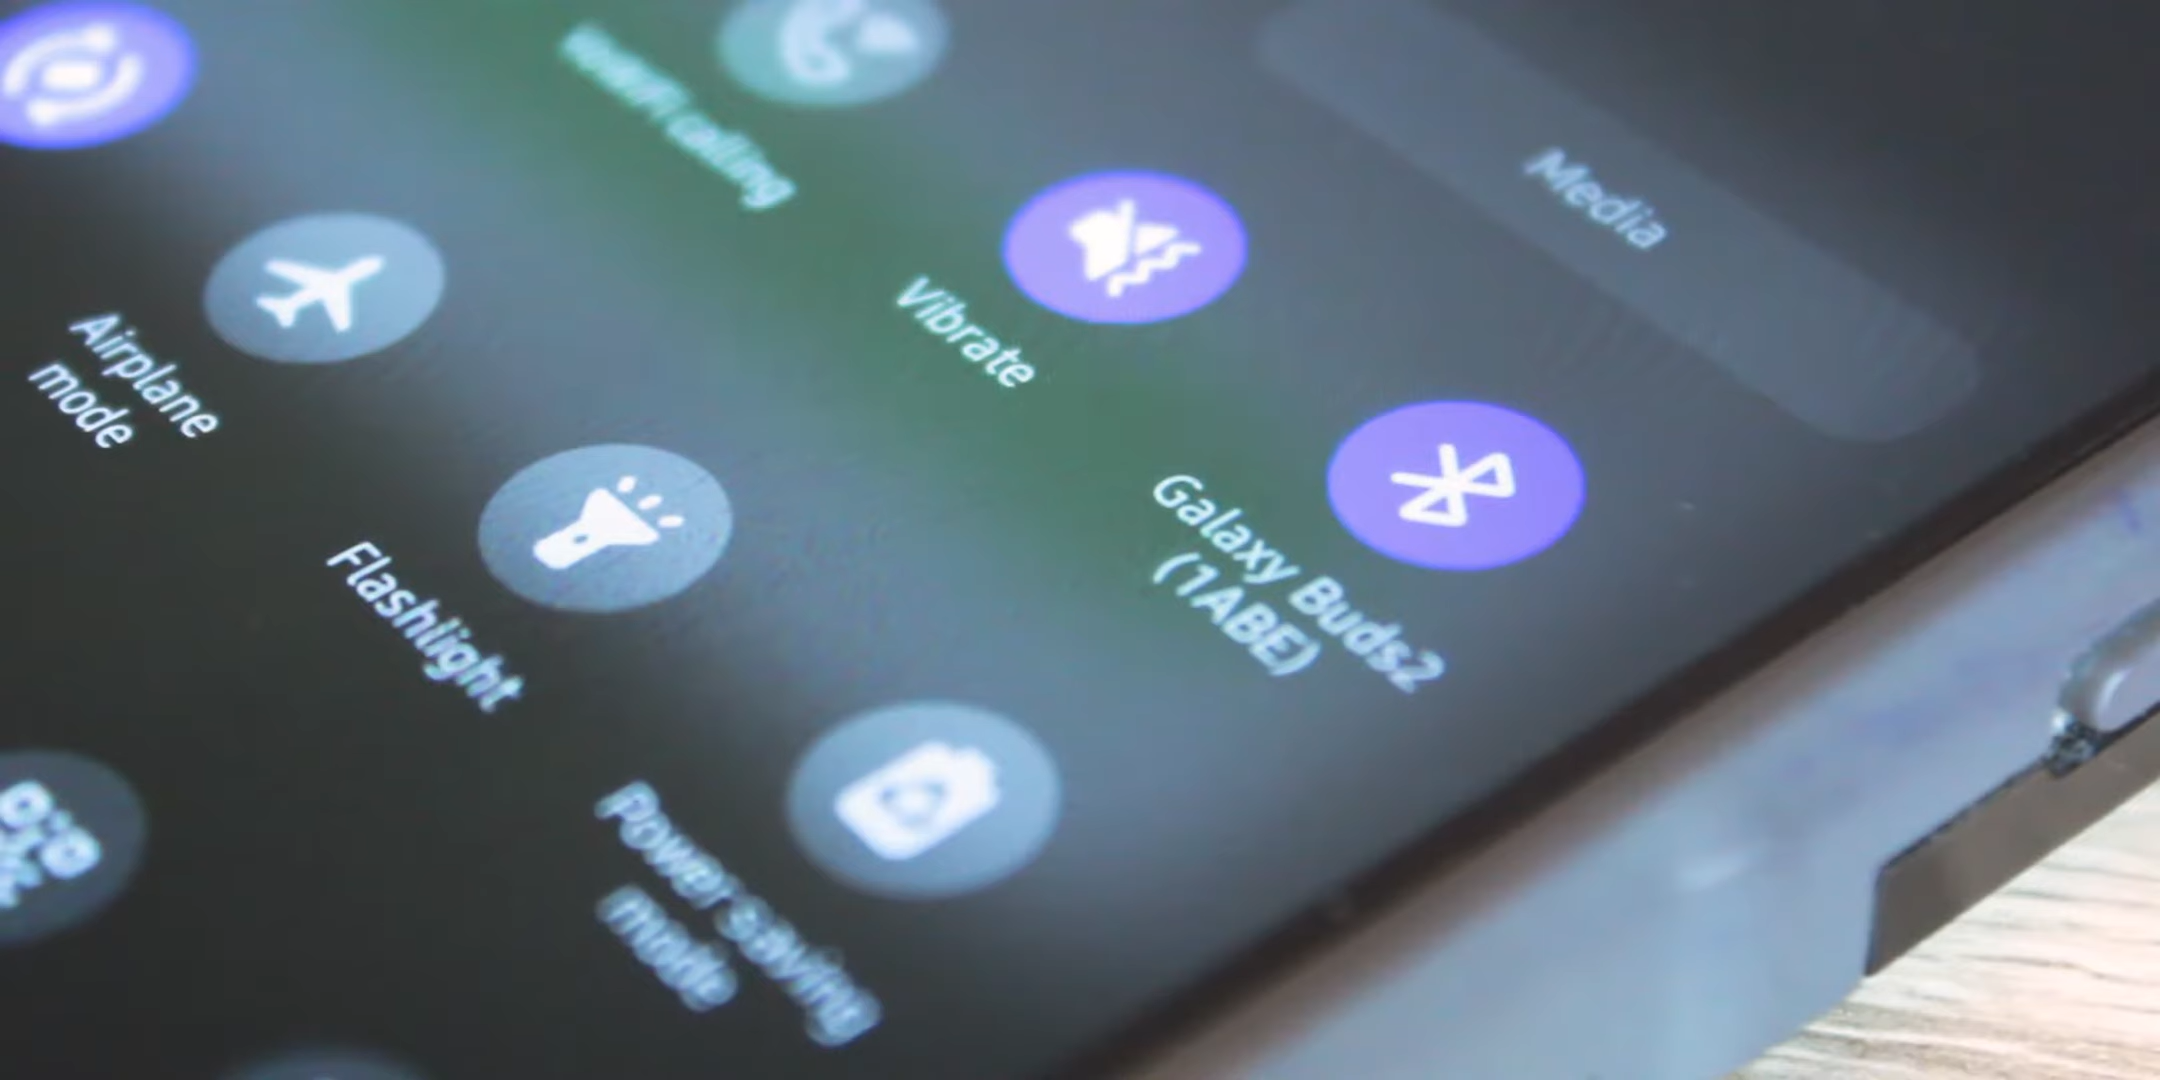 Media
calling
Vibrate
Galaxy Buds2
(1ABE)
Airplane
mode
Flashlight
Power saving
mode